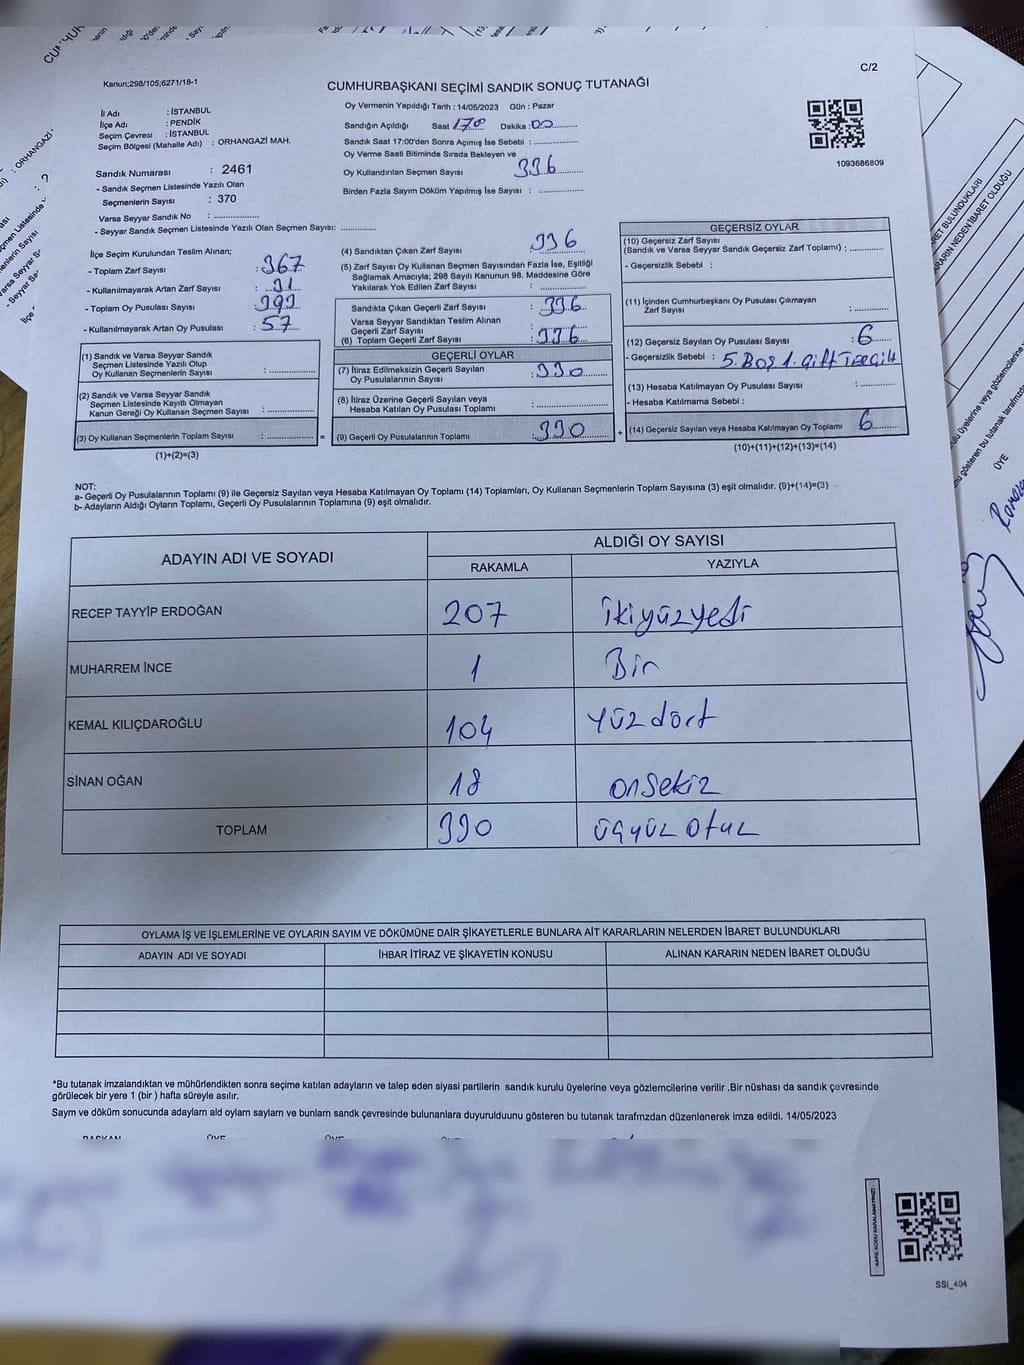 C/2
Kanun;298/105;6271/18-1
CUMHURBAŞKANI SEÇİMİ SANDIK SONUÇ TUTANAĞI
İl Adı : İSTANBUL
İlçe Adı : PENDİK
Seçim Çevresi : İSTANBUL
Seçim Bölgesi (Mahalle Adı) : ORHANGAZİ MAH.
Oy Vermenin Yapıldığı Tarih : 14/05/2023 Gün : Pazar
Sandığın Açıldığı Saat Dakika : 00
Sandık Saat 17:00'den Sonra Açımış İse Sebebi :
Oy Verme Saati Bitiminde Sırada Bekleyen ve
Oy Kullandırılan Seçmen Sayısı 336
Birden Fazla Sayım Döküm Yapılmış İse Sayısı :
1093686809
Sandık Numarası : 2461
- Sandık Seçmen Listesinde Yazılı Olan
Seçmenlerin Sayısı : 370
Varsa Seyyar Sandık No :
- Seyyar Sandık Seçmen Listesinde Yazılı Olan Seçmen Sayısı:
İlçe Seçim Kurulundan Teslim Alınan;
- Toplam Zarf Sayısı : 367
- Kullanılmayarak Artan Zarf Sayısı : 31
- Toplam Oy Pusulası Sayısı : 393
- Kullanılmayarak Artan Oy Pusulası : 57
(1) Sandık ve Varsa Seyyar Sandık
Seçmen Listesinde Yazılı Olup
Oy Kullanan Seçmenlerin Sayısı :
(2) Sandık ve Varsa Seyyar Sandık
Seçmen Listesinde Kayıtlı Olmayan
Kanun Gereği Oy Kullanan Seçmen Sayısı :
(3) Oy Kullanan Seçmenlerin Toplam Sayısı : =
(1)+(2)=(3)
(4) Sandıktan Çıkan Zarf Sayısı 336
(5) Zarf Sayısı Oy Kullanan Seçmen Sayısından Fazla İse, Eşitliği
Sağlamak Amacıyla; 298 Sayılı Kanunun 98. Maddesine Göre
Yakılarak Yok Edilen Zarf Sayısı :
Sandıkta Çıkan Geçerli Zarf Sayısı : 336
Varsa Seyyar Sandıktan Teslim Alınan
Geçerli Zarf Sayısı :
(6) Toplam Geçerli Zarf Sayısı : 336
GEÇERLİ OYLAR
(7) İtiraz Edilmeksizin Geçerli Sayılan
Oy Pusulalarının Sayısı : 330
(8) İtiraz Üzerine Geçerli Sayılan veya
Hesaba Katılan Oy Pusulası Toplamı :
(9) Geçerli Oy Pusulalarının Toplamı : 330 +
GEÇERSİZ OYLAR
(10) Geçersiz Zarf Sayısı
(Sandık ve Varsa Seyyar Sandık Geçersiz Zarf Toplamı) :
- Geçersizlik Sebebi :
(11) İçinden Cumhurbaşkanı Oy Pusulası Çıkmayan
Zarf Sayısı :
(12) Geçersiz Sayılan Oy Pusulası Sayısı : 6
- Geçersizlik Sebebi : 5. Boş 1. Çift TERCİH
(13) Hesaba Katılmayan Oy Pusulası Sayısı :
- Hesaba Katılmama Sebebi :
(14) Geçersiz Sayılan veya Hesaba Katılmayan Oy Toplamı 6
(10)+(11)+(12)+(13)=(14)
NOT:
a- Geçerli Oy Pusulalarının Toplamı (9) ile Geçersiz Sayılan veya Hesaba Katılmayan Oy Toplamı (14) Toplamları, Oy Kullanan Seçmenlerin Toplam Sayısına (3) eşit olmalıdır. (9)+(14)=(3)
b- Adayların Aldığı Oyların Toplamı, Geçerli Oy Pusulalarının Toplamına (9) eşit olmalıdır.
ADAYIN ADI VE SOYADI ALDIĞI OY SAYISI
RAKAMLA YAZIYLA
RECEP TAYYİP ERDOĞAN 207 ikiyüzyedi
MUHARREM İNCE 1 Bir
KEMAL KILIÇDAROĞLU 104 yüz dört
SİNAN OĞAN 18 onsekiz
TOPLAM 330 üçyüz otuz
OYLAMA İŞ VE İŞLEMLERİNE VE OYLARIN SAYIM VE DÖKÜMÜNE DAİR ŞİKAYETLERLE BUNLARA AİT KARARLARIN NELERDEN İBARET BULUNDUKLARI
ADAYIN ADI VE SOYADI İHBAR İTİRAZ VE ŞİKAYETİN KONUSU ALINAN KARARIN NEDEN İBARET OLDUĞU
*Bu tutanak imzalandıktan ve mühürlendikten sonra seçime katılan adayların ve talep eden siyasi partilerin sandık kurulu üyelerine veya gözlemcilerine verilir .Bir nüshası da sandık çevresinde
görülecek bir yere 1 (bir ) hafta süreyle asılır.
Sayım ve döküm sonucunda adaylarn ald oylarn saylarn ve bunlarn sandk çevresinde bulunanlara duyurulduunu gösteren bu tutanak tarafmzdan düzenlenerek imza edildi. 14/05/2023
BAŞKAN ÜYE ÜYE
KARE KODU KARALAMAYINIZ!
SSI_404